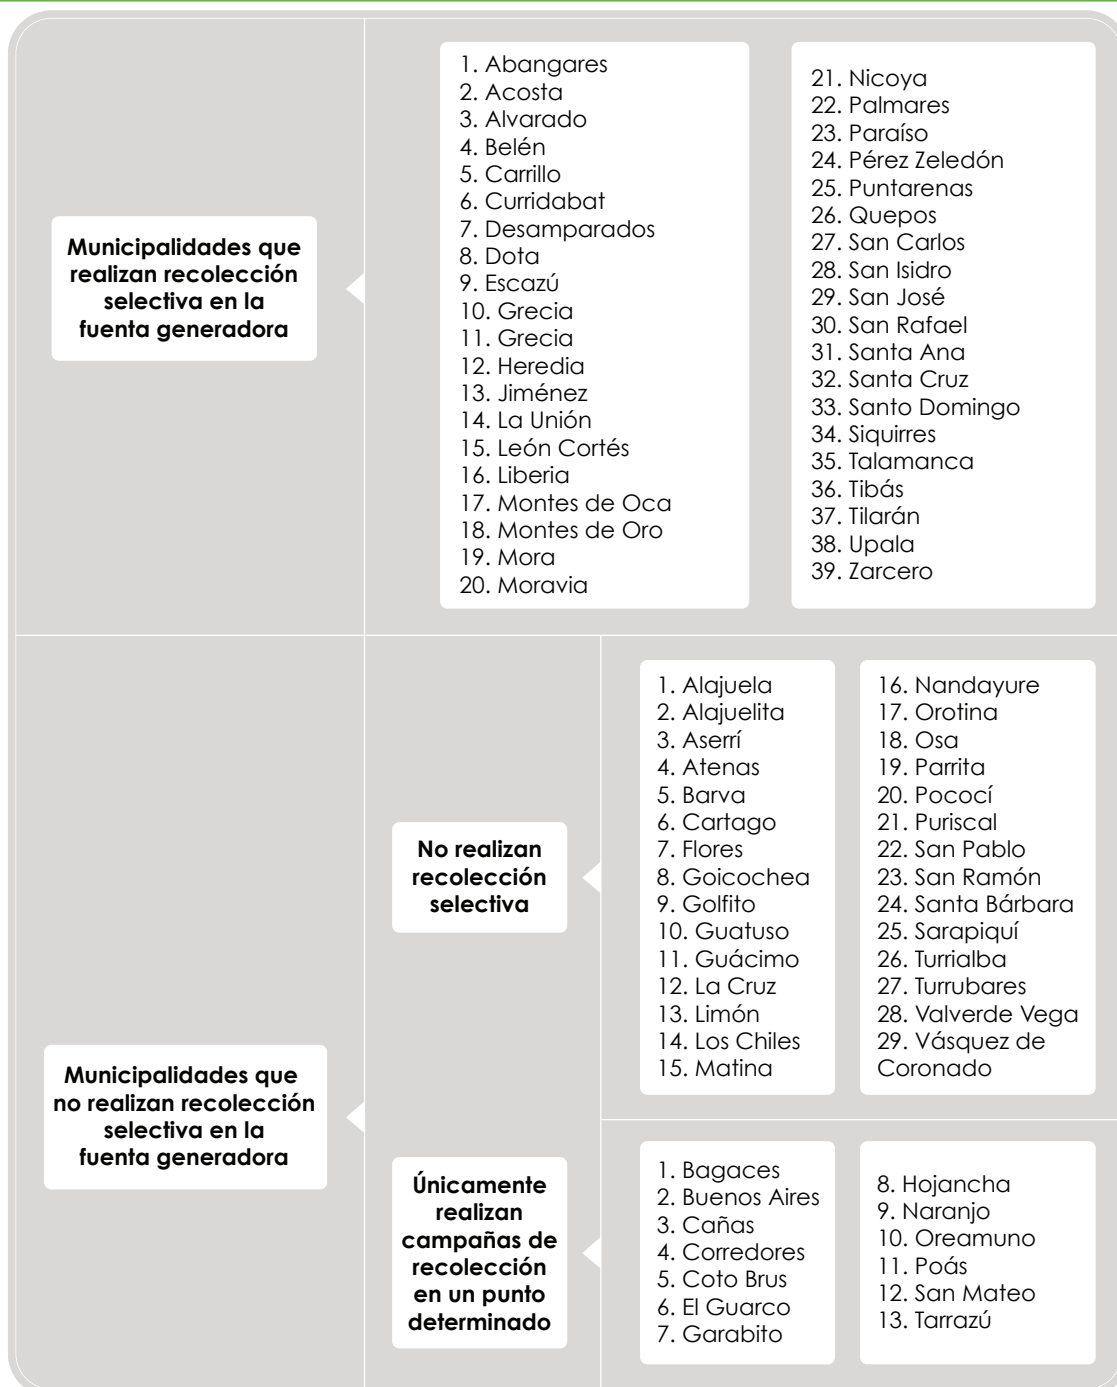 Municipalidades que
realizan recolección
selectiva en la
fuenta generadora
1. Abangares
2. Acosta
3. Alvarado
4. Belén
5. Carrillo
6. Curridabat
7. Desamparados
8. Dota
9. Escazú
10. Grecia
11. Grecia
12. Heredia
13. Jiménez
14. La Unión
15. León Cortés
16. Liberia
17. Montes de Oca
18. Montes de Oro
19. Mora
20. Moravia
21. Nicoya
22. Palmares
23. Paraíso
24. Pérez Zeledón
25. Puntarenas
26. Quepos
27. San Carlos
28. San Isidro
29. San José
30. San Rafael
31. Santa Ana
32. Santa Cruz
33. Santo Domingo
34. Siquirres
35. Talamanca
36. Tibás
37. Tilarán
38. Upala
39. Zarcero
Municipalidades que
no realizan recolección
selectiva en la
fuenta generadora
No realizan
recolección
selectiva
1. Alajuela
2. Alajuelita
3. Aserrí
4. Atenas
5. Barva
6. Cartago
7. Flores
8. Goicochea
9. Golfito
10. Guatuso
11. Guácimo
12. La Cruz
13. Limón
14. Los Chiles
15. Matina
16. Nandayure
17. Orotina
18. Osa
19. Parrita
20. Pococí
21. Puriscal
22. San Pablo
23. San Ramón
24. Santa Bárbara
25. Sarapiquí
26. Turrialba
27. Turrubares
28. Valverde Vega
29. Vásquez de
Coronado
Únicamente
realizan
campañas de
recolección
en un punto
determinado
1. Bagaces
2. Buenos Aires
3. Cañas
4. Corredores
5. Coto Brus
6. El Guarco
7. Garabito
8. Hojancha
9. Naranjo
10. Oreamuno
11. Poás
12. San Mateo
13. Tarrazú